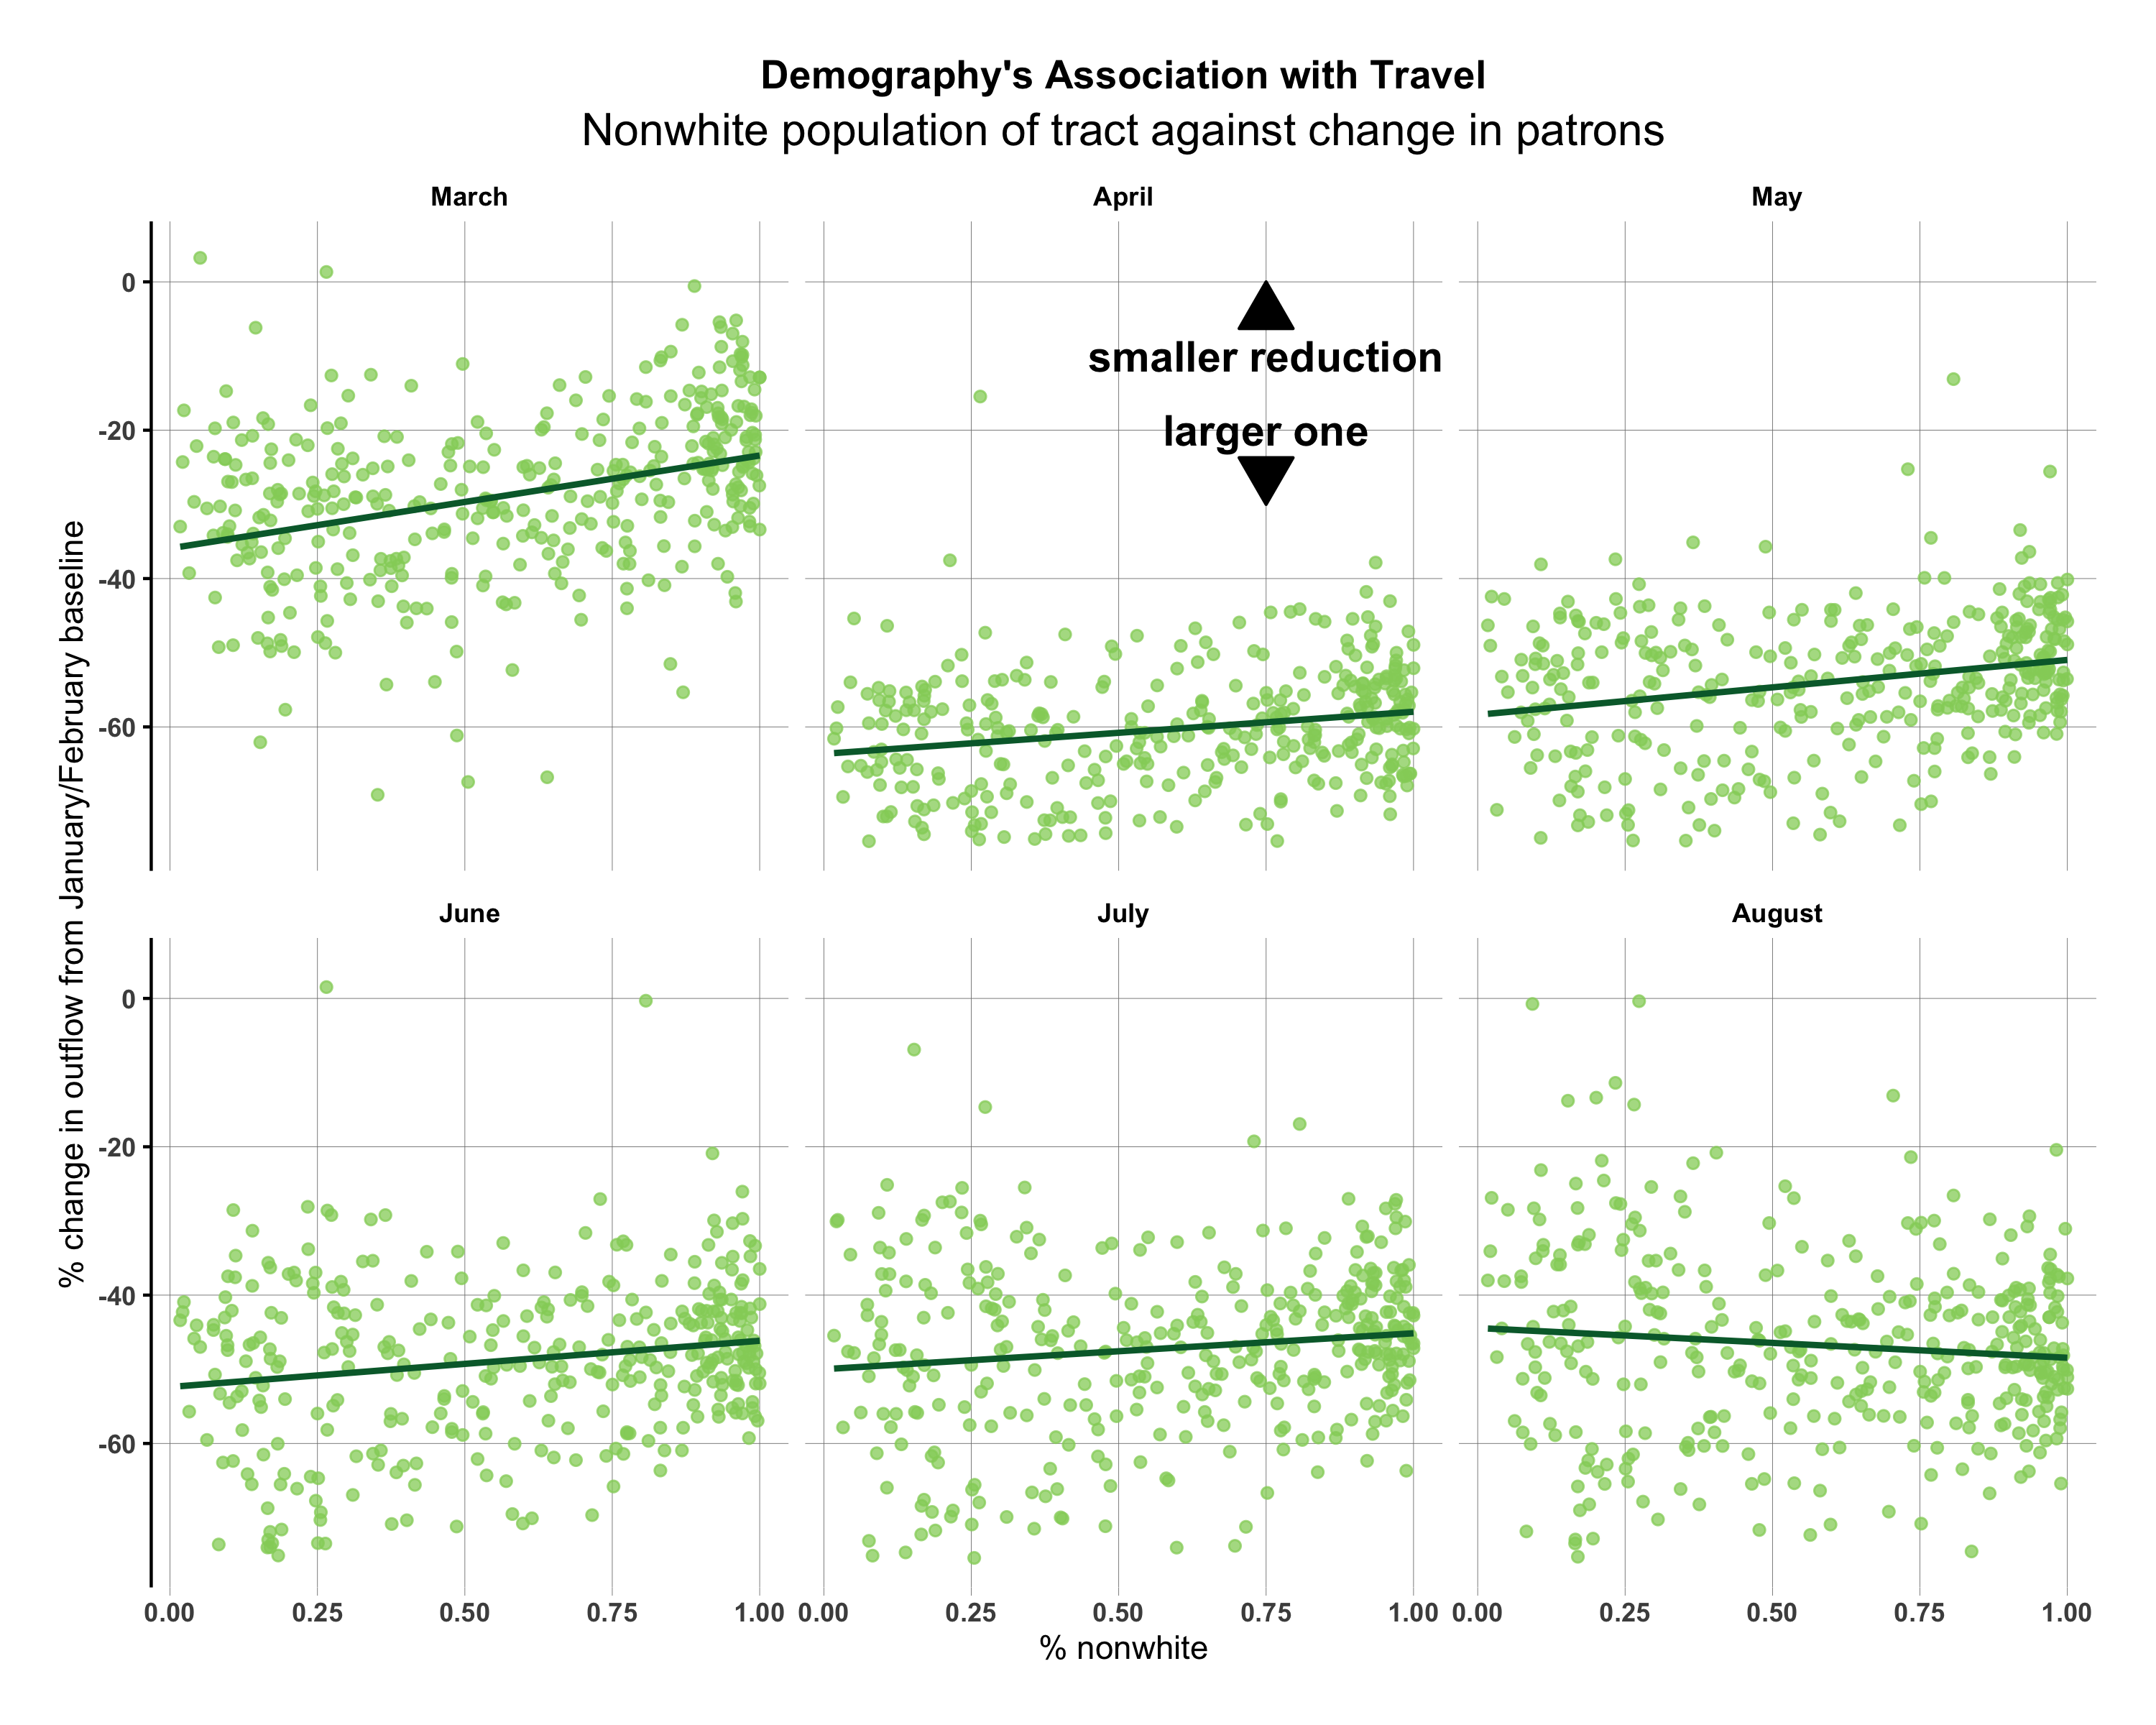 Demography's Association with Travel
Nonwhite population of tract against change in patrons
March
April
May
0
-20
-40
-60
smaller reduction
larger one
% change in outflow from January/February baseline
June
July
August
0
-20
-40
-60
0.00 0.25 0.50 0.75 1.00
0.00 0.25 0.50 0.75 1.00
0.00 0.25 0.50 0.75 1.00
% nonwhite